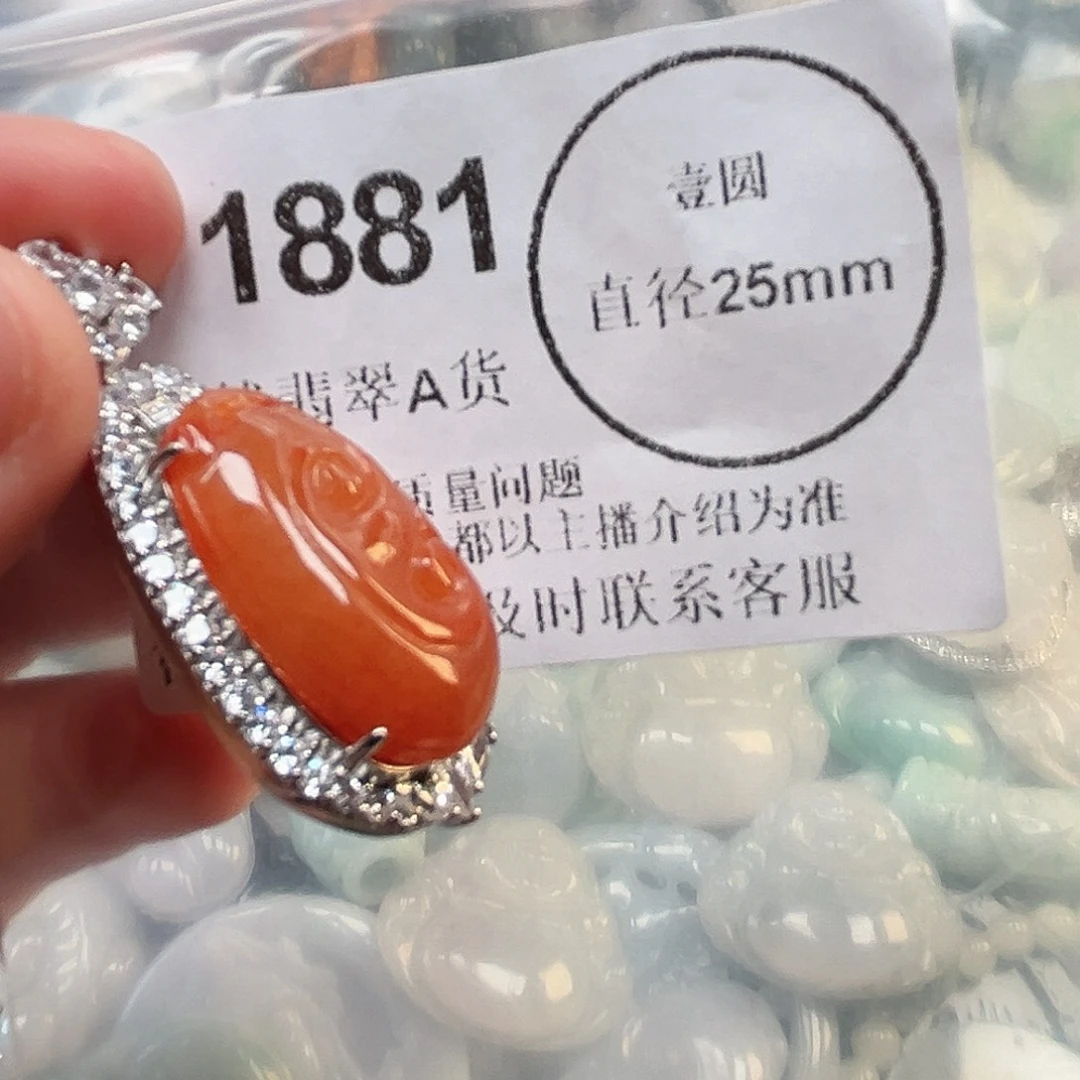 1881
壹圆
直径25mm
翡翠A货
质量问题
都以主播介绍为准
及时联系客服